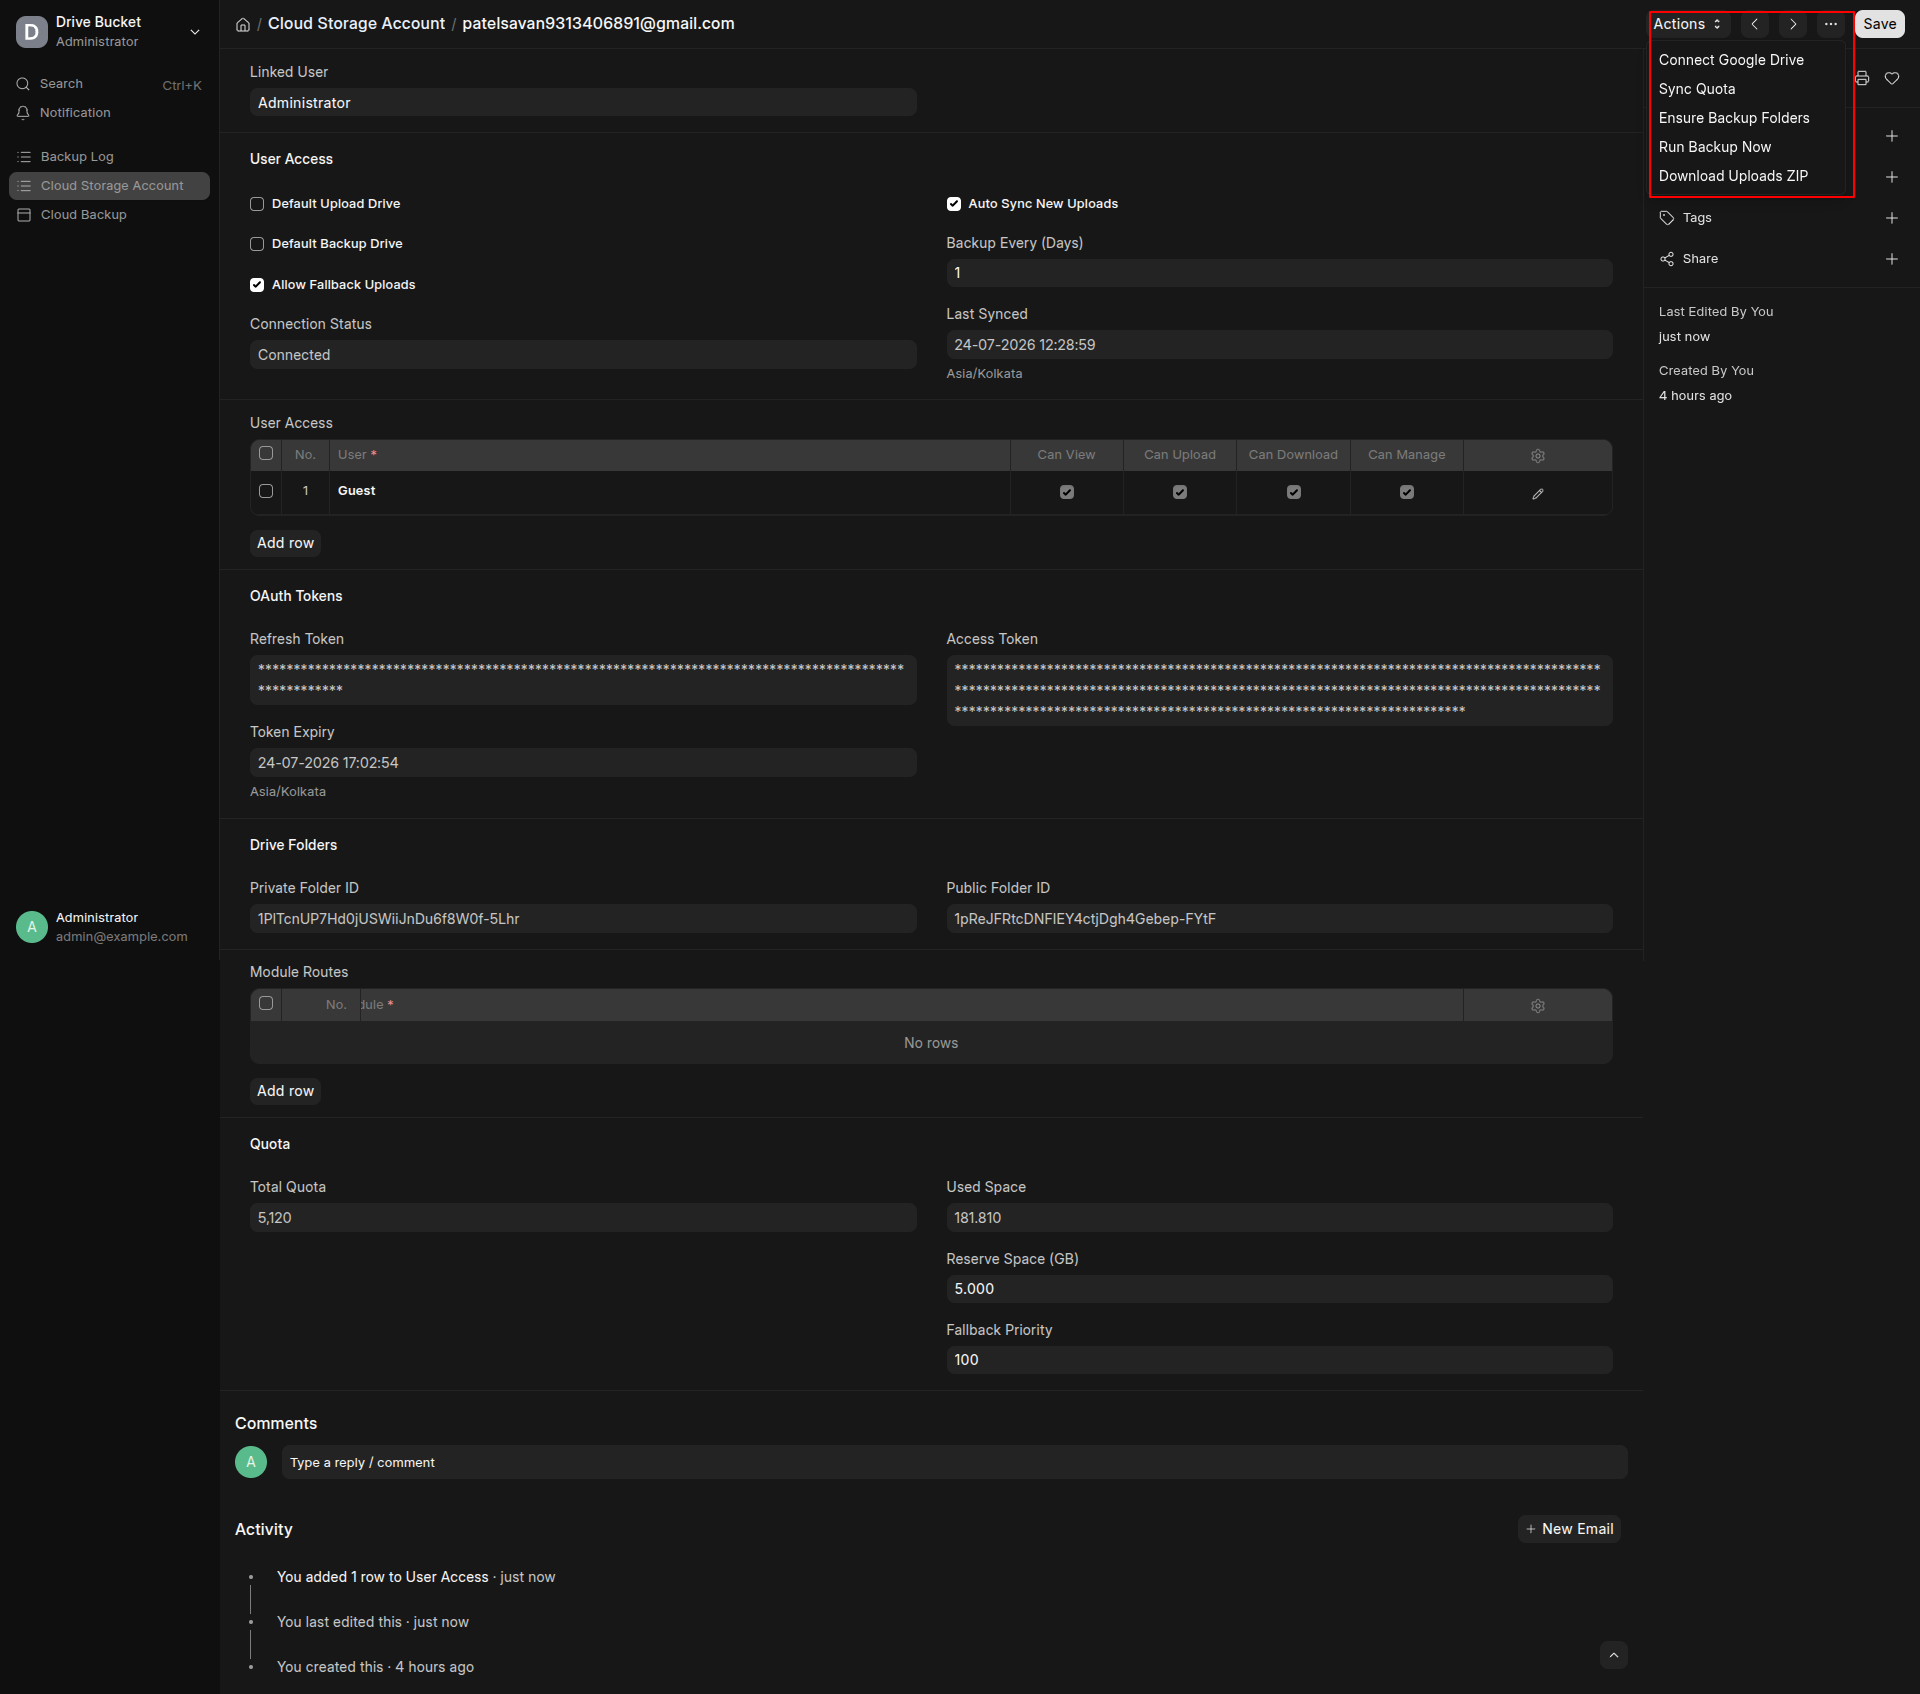 Drive Bucket
Administrator
Search Ctrl+K
Notification
Backup Log
Cloud Storage Account
Cloud Backup
Administrator
admin@example.com
/ Cloud Storage Account / patelsavan9313406891@gmail.com
Actions
Save
Connect Google Drive
Sync Quota
Ensure Backup Folders
Run Backup Now
Download Uploads ZIP
Tags
Share
Last Edited By You
just now
Created By You
4 hours ago
Linked User
Administrator
User Access
Default Upload Drive
Default Backup Drive
Allow Fallback Uploads
Connection Status
Connected
Auto Sync New Uploads
Backup Every (Days)
1
Last Synced
24-07-2026 12:28:59
Asia/Kolkata
User Access
No. User * Can View Can Upload Can Download Can Manage
1 Guest
Add row
OAuth Tokens
Refresh Token
Access Token
Token Expiry
24-07-2026 17:02:54
Asia/Kolkata
Drive Folders
Private Folder ID
1PlTcnUP7Hd0jUSWiiJnDu6f8W0f-5Lhr
Public Folder ID
1pReJFRtcDNFlEY4ctjDgh4Gebep-FYtF
Module Routes
No. dule *
No rows
Add row
Quota
Total Quota
5,120
Used Space
181.810
Reserve Space (GB)
5.000
Fallback Priority
100
Comments
A
Type a reply / comment
Activity
New Email
You added 1 row to User Access · just now
You last edited this · just now
You created this · 4 hours ago